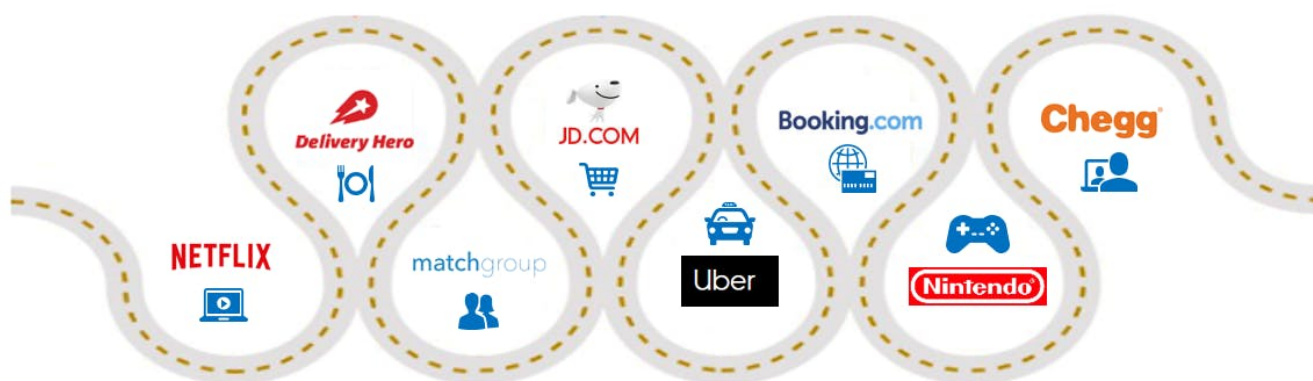 Delivery Hero
JD.COM
Booking.com
Chegg
NETFLIX
matchgroup
Uber
Nintendo